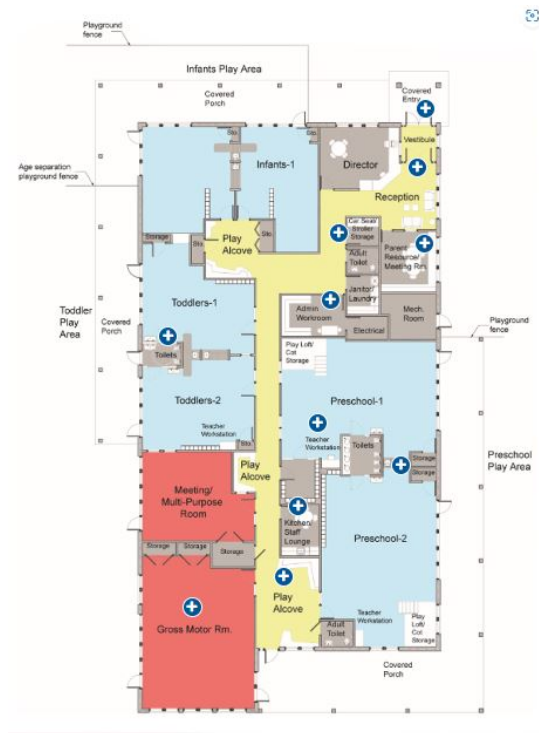 Playground
fence
Infants Play Area
Covered
Porch
Covered
Entry
Sto.
Sto.
Vestibule
Infants-1
Director
Age separation
playground fence
Reception
Car Seat/
Stroller
Storage
Storage
Sto.
Play
Alcove
Sto.
Adult
Toilet
Parent
Resource/
Meeting Rm.
Toddlers-1
Janitor/
Laundry
Admin
Workroom
Mech.
Room
Toddler
Play
Area
Covered
Porch
Electrical
Playground
fence
Toilets
Play Loft/
Cot
Storage
Toddlers-2
Preschool-1
Teacher
Workstation
Sto.
Teacher
Workstation
Toilets
Storage
Storage
Preschool
Play Area
Play
Alcove
Meeting/
Multi-Purpose
Room
Kitchen/
Staff
Lounge
Preschool-2
Storage
Storage
Storage
Play
Alcove
Gross Motor Rm.
Teacher
Workstation
Adult
Toilet
Play
Loft/
Cot
Storage
Covered
Porch